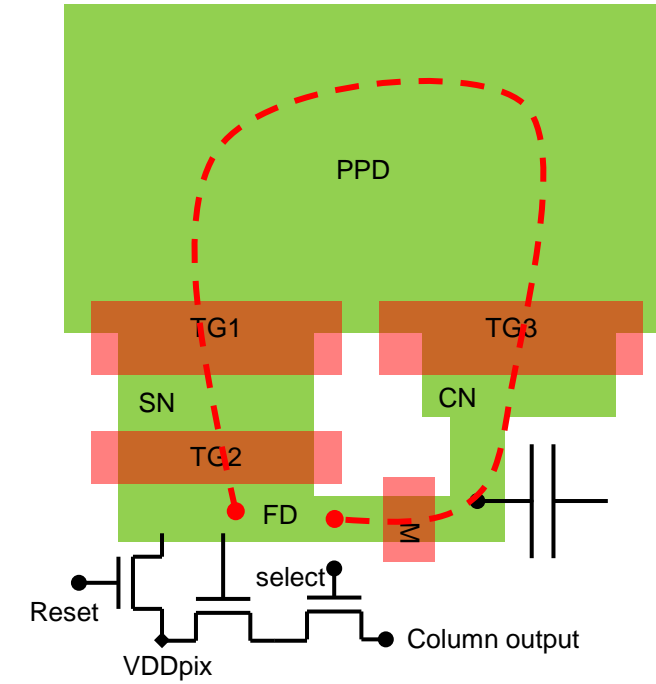 PPD
TG1
TG3
SN
CN
TG2
FD
M
select
Reset
Column output
VDDpix